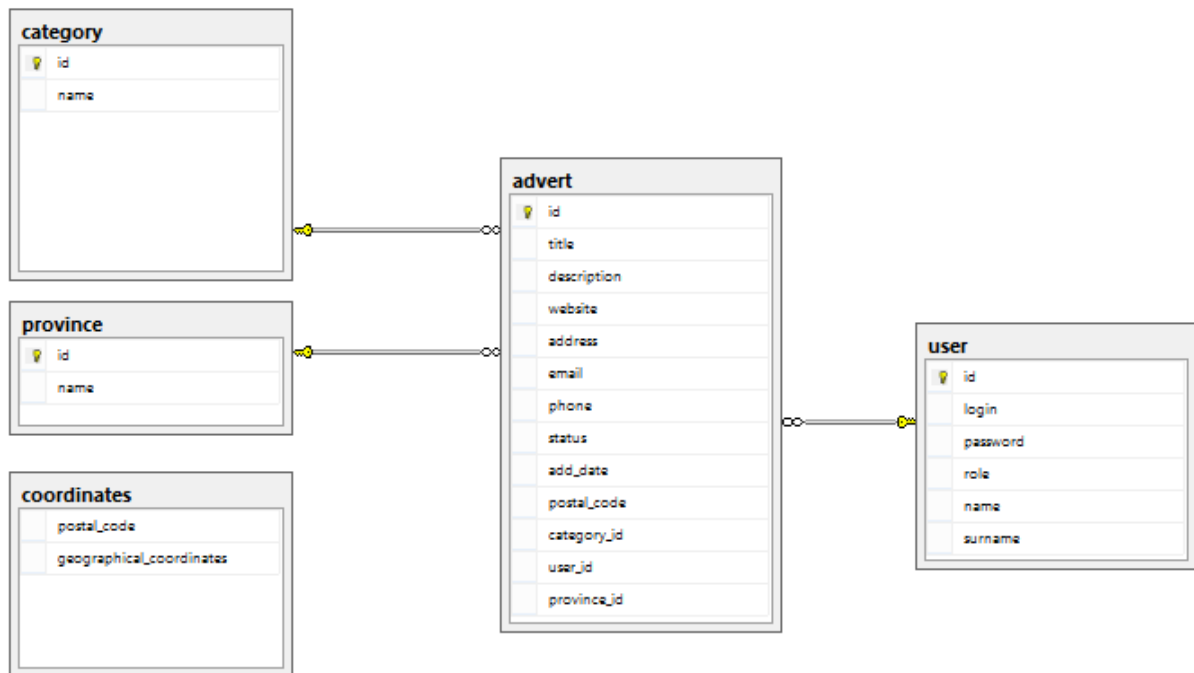 category
id
name
province
id
name
coordinates
postal_code
geographical_coordinates
advert
id
title
description
website
address
email
phone
status
add_date
postal_code
category_id
user_id
province_id
user
id
login
password
role
name
surname